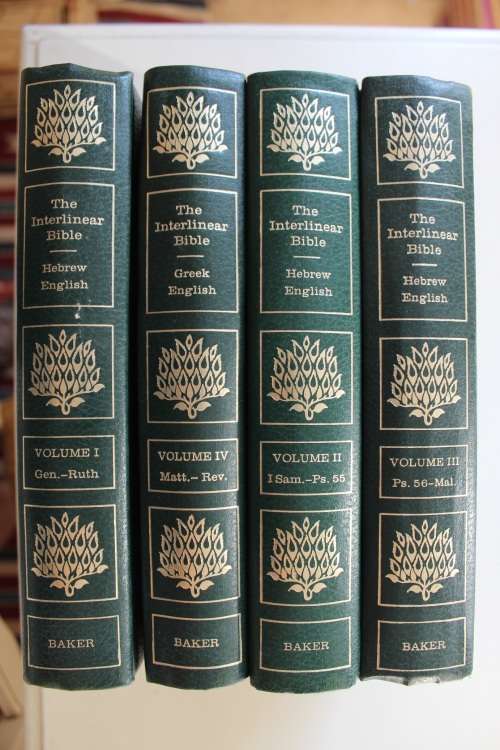 The
Interlinear
Bible
Hebrew
English
VOLUME I
Gen.–Ruth
BAKER
The
Interlinear
Bible
Greek
English
VOLUME IV
Matt.–Rev.
BAKER
The
Interlinear
Bible
Hebrew
English
VOLUME II
I Sam.–Ps. 55
BAKER
The
Interlinear
Bible
Hebrew
English
VOLUME III
Ps. 56–Mal.
BAKER